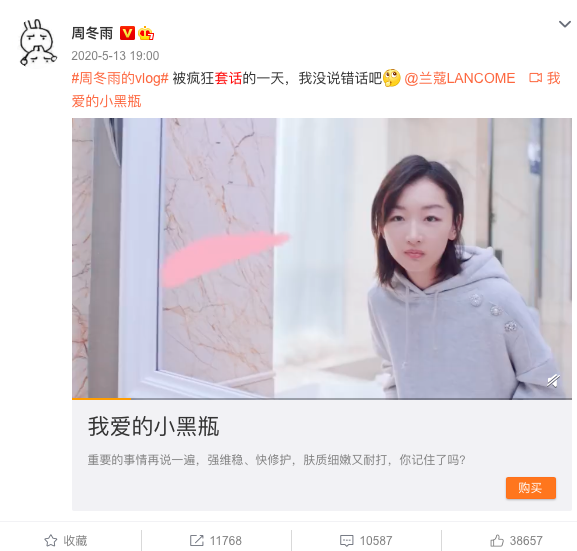 周冬雨
2020-5-13 19:00
#周冬雨的vlog# 被疯狂套话的一天，我没说错话吧 @兰蔻LANCOME 我
爱的小黑瓶
我爱的小黑瓶
重要的事情再说一遍，强维稳、快修护，肤质细嫩又耐打，你记住了吗？
购买
收藏 11768 10587 38657